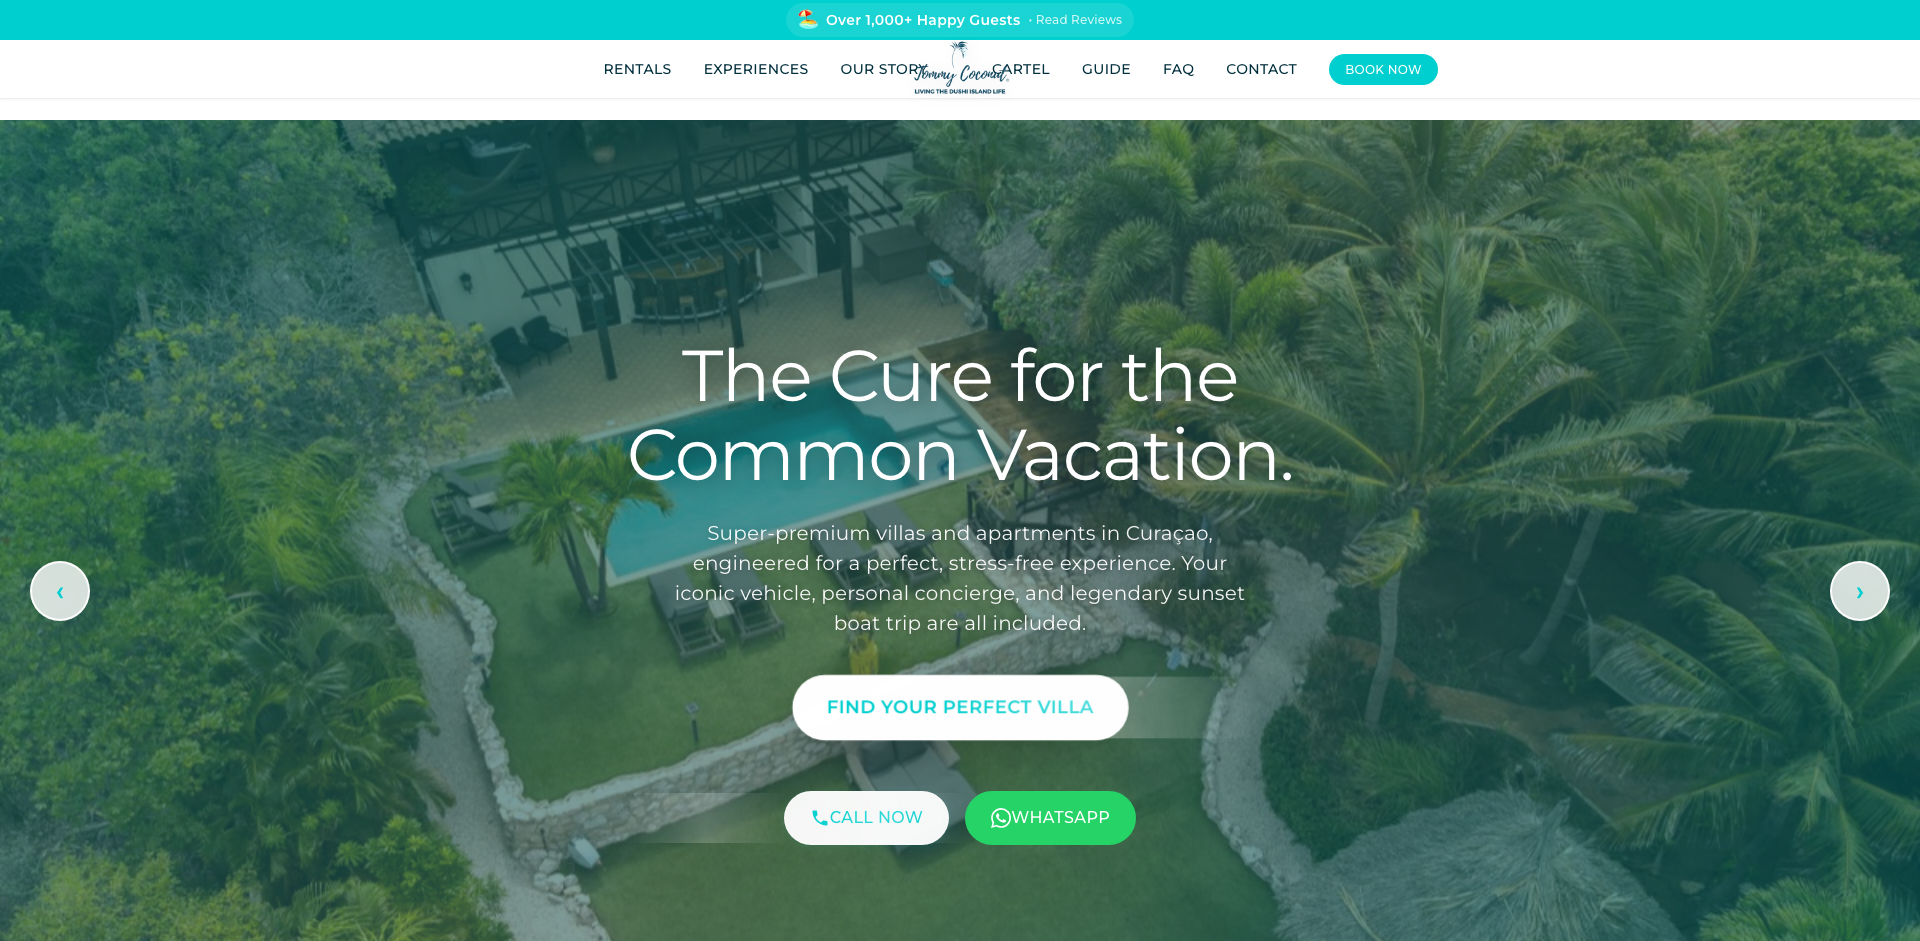 Over 1,000+ Happy Guests • Read Reviews
RENTALS EXPERIENCES OUR STORY Tommy Coconut CARTEL GUIDE FAQ CONTACT BOOK NOW
LIVING THE DUSHI ISLAND LIFE
The Cure for the
Common Vacation.
Super-premium villas and apartments in Curaçao,
engineered for a perfect, stress-free experience. Your
iconic vehicle, personal concierge, and legendary sunset
boat trip are all included.
‹ ›
FIND YOUR PERFECT VILLA
CALL NOW WHATSAPP